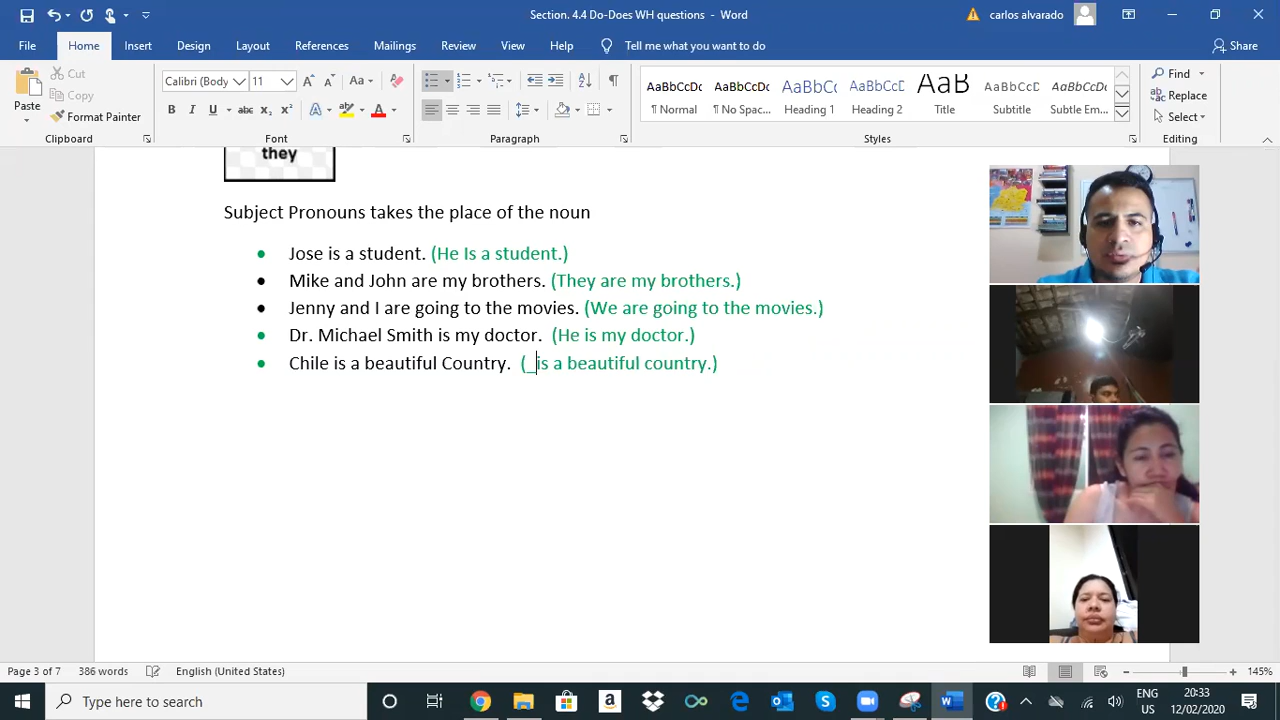 Section. 4.4 Do-Does WH questions - Word
carlos alvarado
File Home Insert Design Layout References Mailings Review View Help Tell me what you want to do Share
Paste
Cut
Copy
Format Painter
Calibri (Body 11
AaBbCcDc
¶ Normal
AaBbCcDc
¶ No Spac...
AaBbCc
Heading 1
AaBbCcC
Heading 2
AaB
Title
AaBbCcC
Subtitle
AaBbCcDc
Subtle Em...
Find
Replace
Select
Clipboard Font Paragraph Styles Editing
they
Subject Pronouns takes the place of the noun
• Jose is a student. (He Is a student.)
• Mike and John are my brothers. (They are my brothers.)
• Jenny and I are going to the movies. (We are going to the movies.)
• Dr. Michael Smith is my doctor. (He is my doctor.)
• Chile is a beautiful Country. (_is a beautiful country.)
Page 3 of 7 386 words English (United States) 145%
Type here to search
ENG
US
20:33
12/02/2020